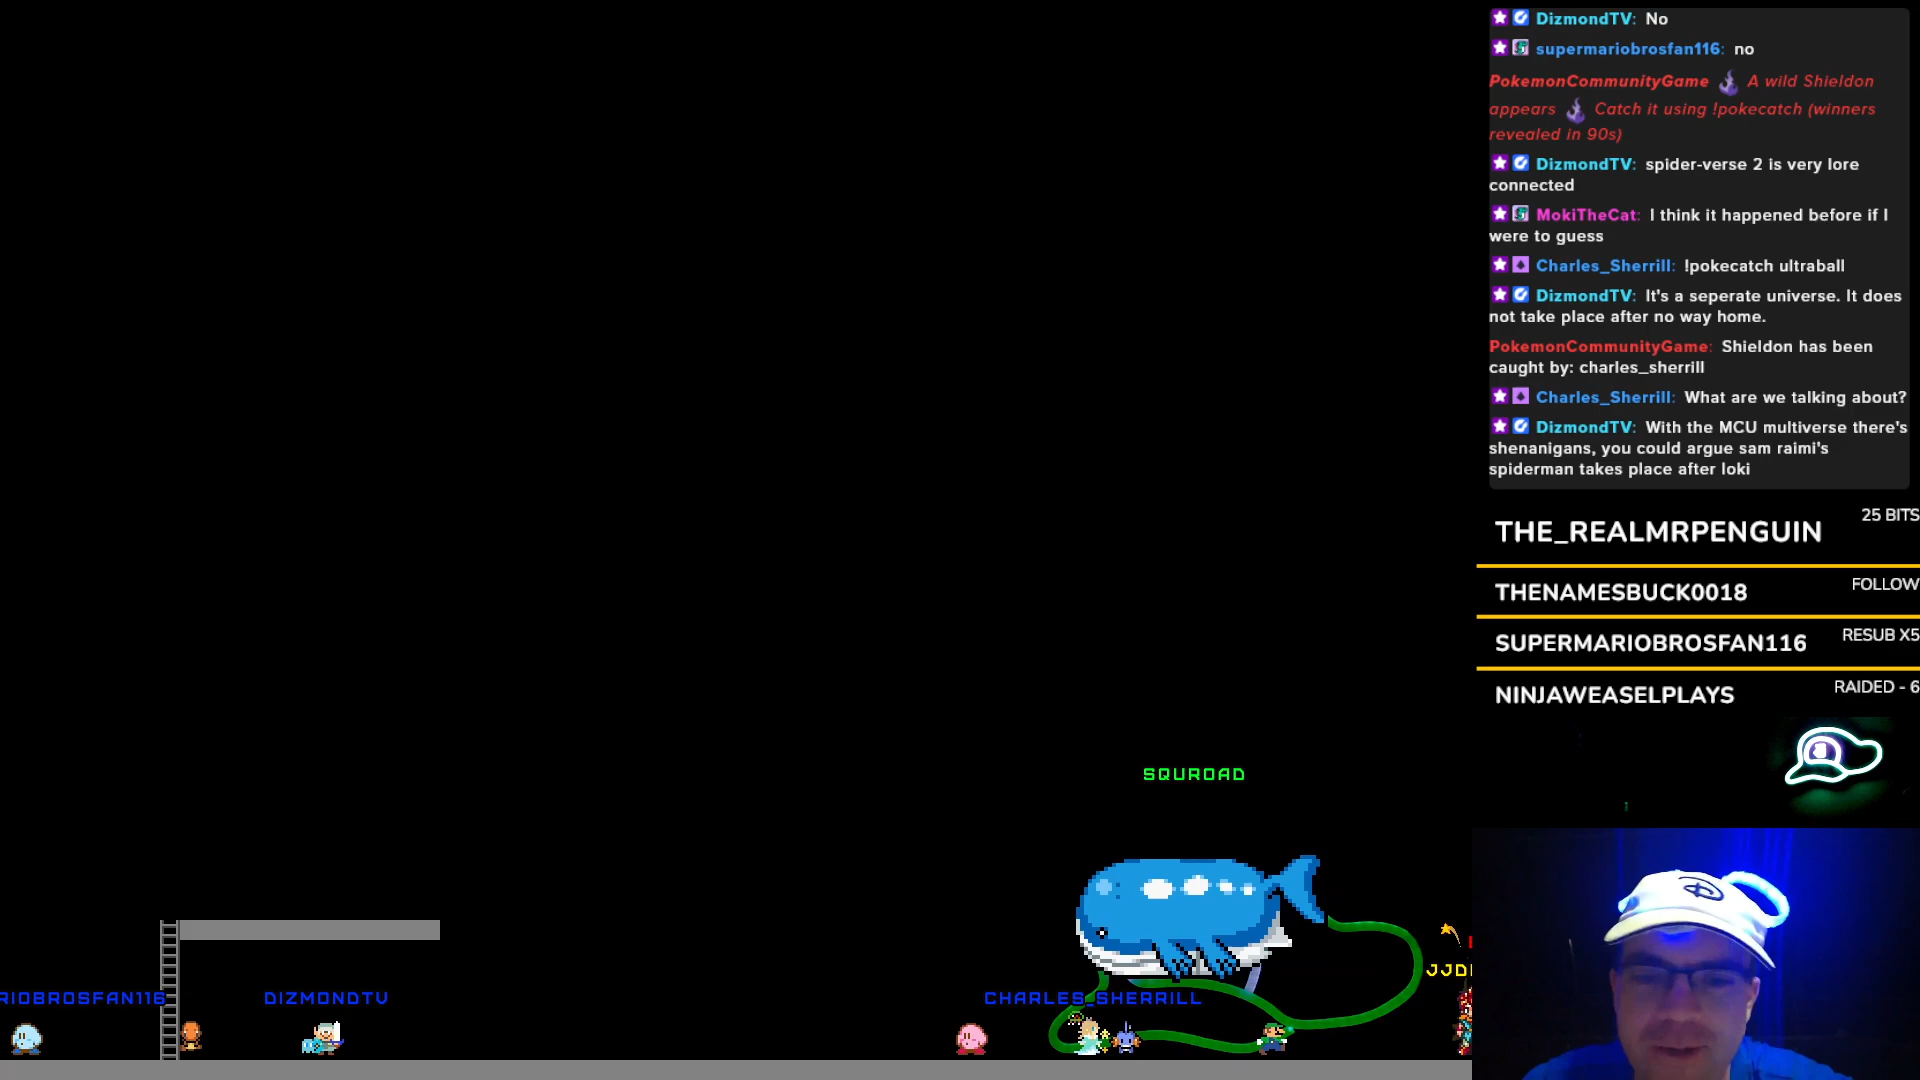 DizmondTV: No
supermariobrosfan116: no
PokemonCommunityGame A wild Shieldon
appears Catch it using !pokecatch (winners
revealed in 90s)
DizmondTV: spider-verse 2 is very lore
connected
MokiTheCat: I think it happened before if I
were to guess
Charles_Sherrill: !pokecatch ultraball
DizmondTV: It's a seperate universe. It does
not take place after no way home.
PokemonCommunityGame: Shieldon has been
caught by: charles_sherrill
Charles_Sherrill: What are we talking about?
DizmondTV: With the MCU multiverse there's
shenanigans, you could argue sam raimi's
spiderman takes place after loki
THE_REALMRPENGUIN 25 BITS
THENAMESBUCK0018 FOLLOW
SUPERMARIOBROSFAN116 RESUB X5
NINJAWEASELPLAYS RAIDED - 6
SQUROAD
JJD
RIOBROSFAN116
DIZMONDTV
CHARLES_SHERRILL